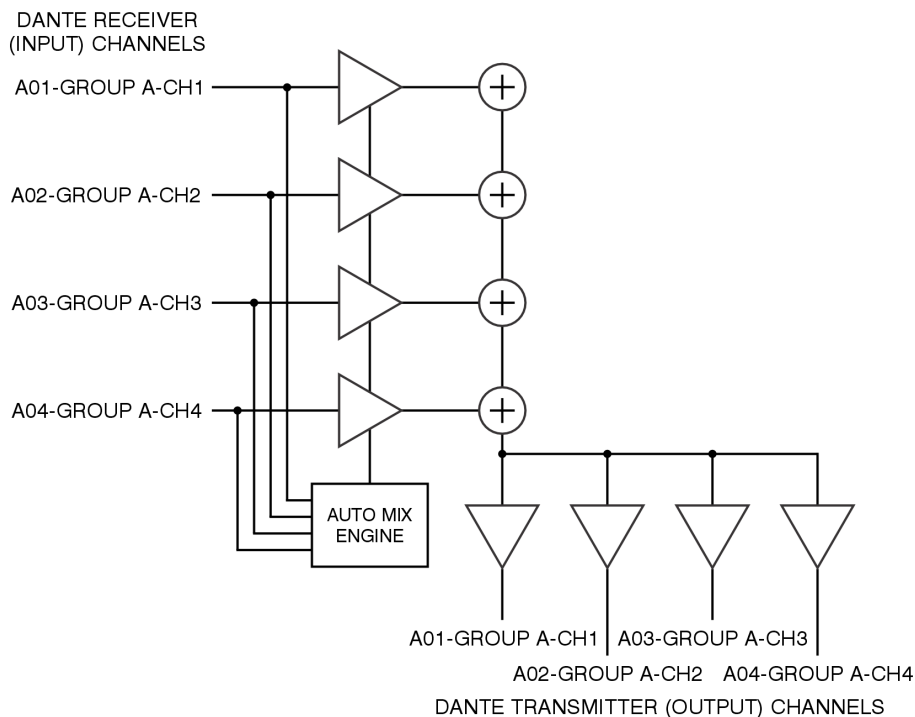 DANTE RECEIVER
(INPUT) CHANNELS
A01-GROUP A-CH1
A02-GROUP A-CH2
A03-GROUP A-CH3
A04-GROUP A-CH4
AUTO MIX
ENGINE
A01-GROUP A-CH1 A03-GROUP A-CH3
A02-GROUP A-CH2 A04-GROUP A-CH4
DANTE TRANSMITTER (OUTPUT) CHANNELS